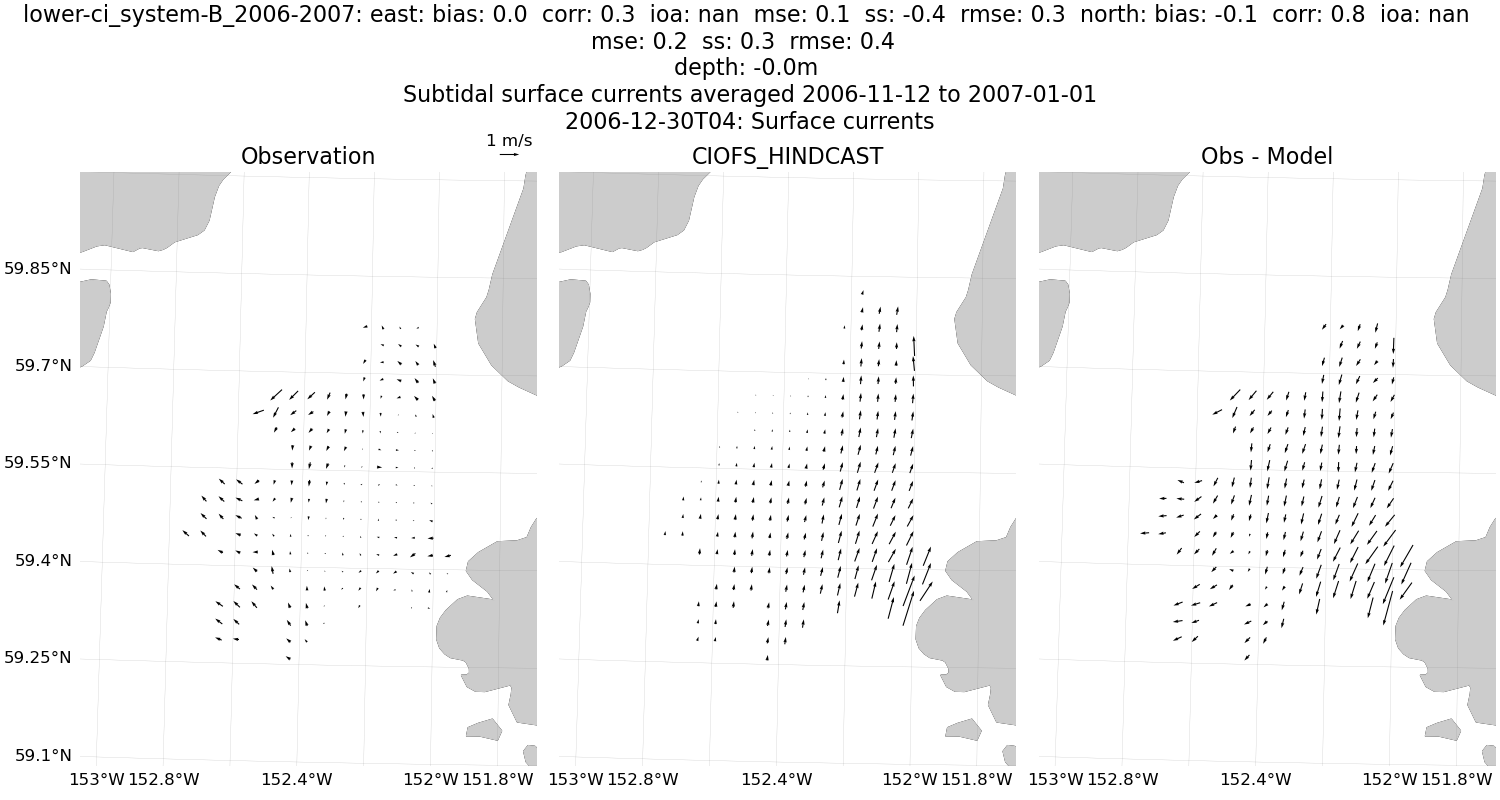 lower-ci_system-B_2006-2007: east: bias: 0.0  corr: 0.3  ioa: nan  mse: 0.1  ss: -0.4  rmse: 0.3  north: bias: -0.1  corr: 0.8  ioa: nan
mse: 0.2  ss: 0.3  rmse: 0.4
depth: -0.0m
Subtidal surface currents averaged 2006-11-12 to 2007-01-01
2006-12-30T04: Surface currents
1 m/s
Observation
CIOFS_HINDCAST
Obs - Model
59.85°N
59.7°N
59.55°N
59.4°N
59.25°N
59.1°N
153°W 152.8°W 152.4°W 152°W 151.8°W
153°W 152.8°W 152.4°W 152°W 151.8°W
153°W 152.8°W 152.4°W 152°W 151.8°W